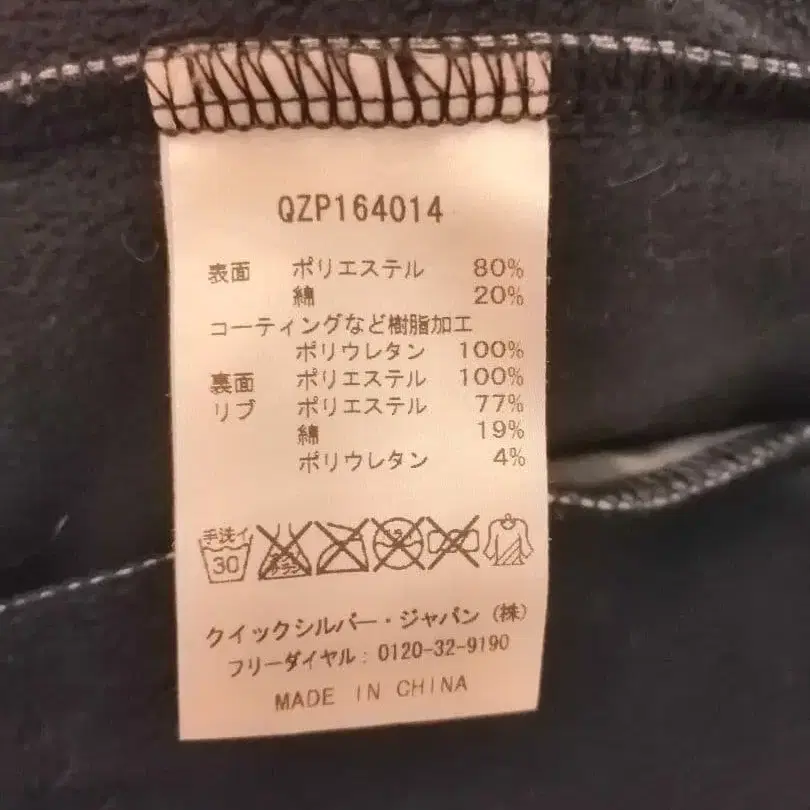 QZP164014
表面 ポリエステル 80%
綿 20%
コーティングなど樹脂加工
ポリウレタン 100%
裏面 ポリエステル 100%
リブ ポリエステル 77%
綿 19%
ポリウレタン 4%
手洗イ
30
クイックシルバー・ジャパン(株)
フリーダイヤル: 0120-32-9190
MADE IN CHINA